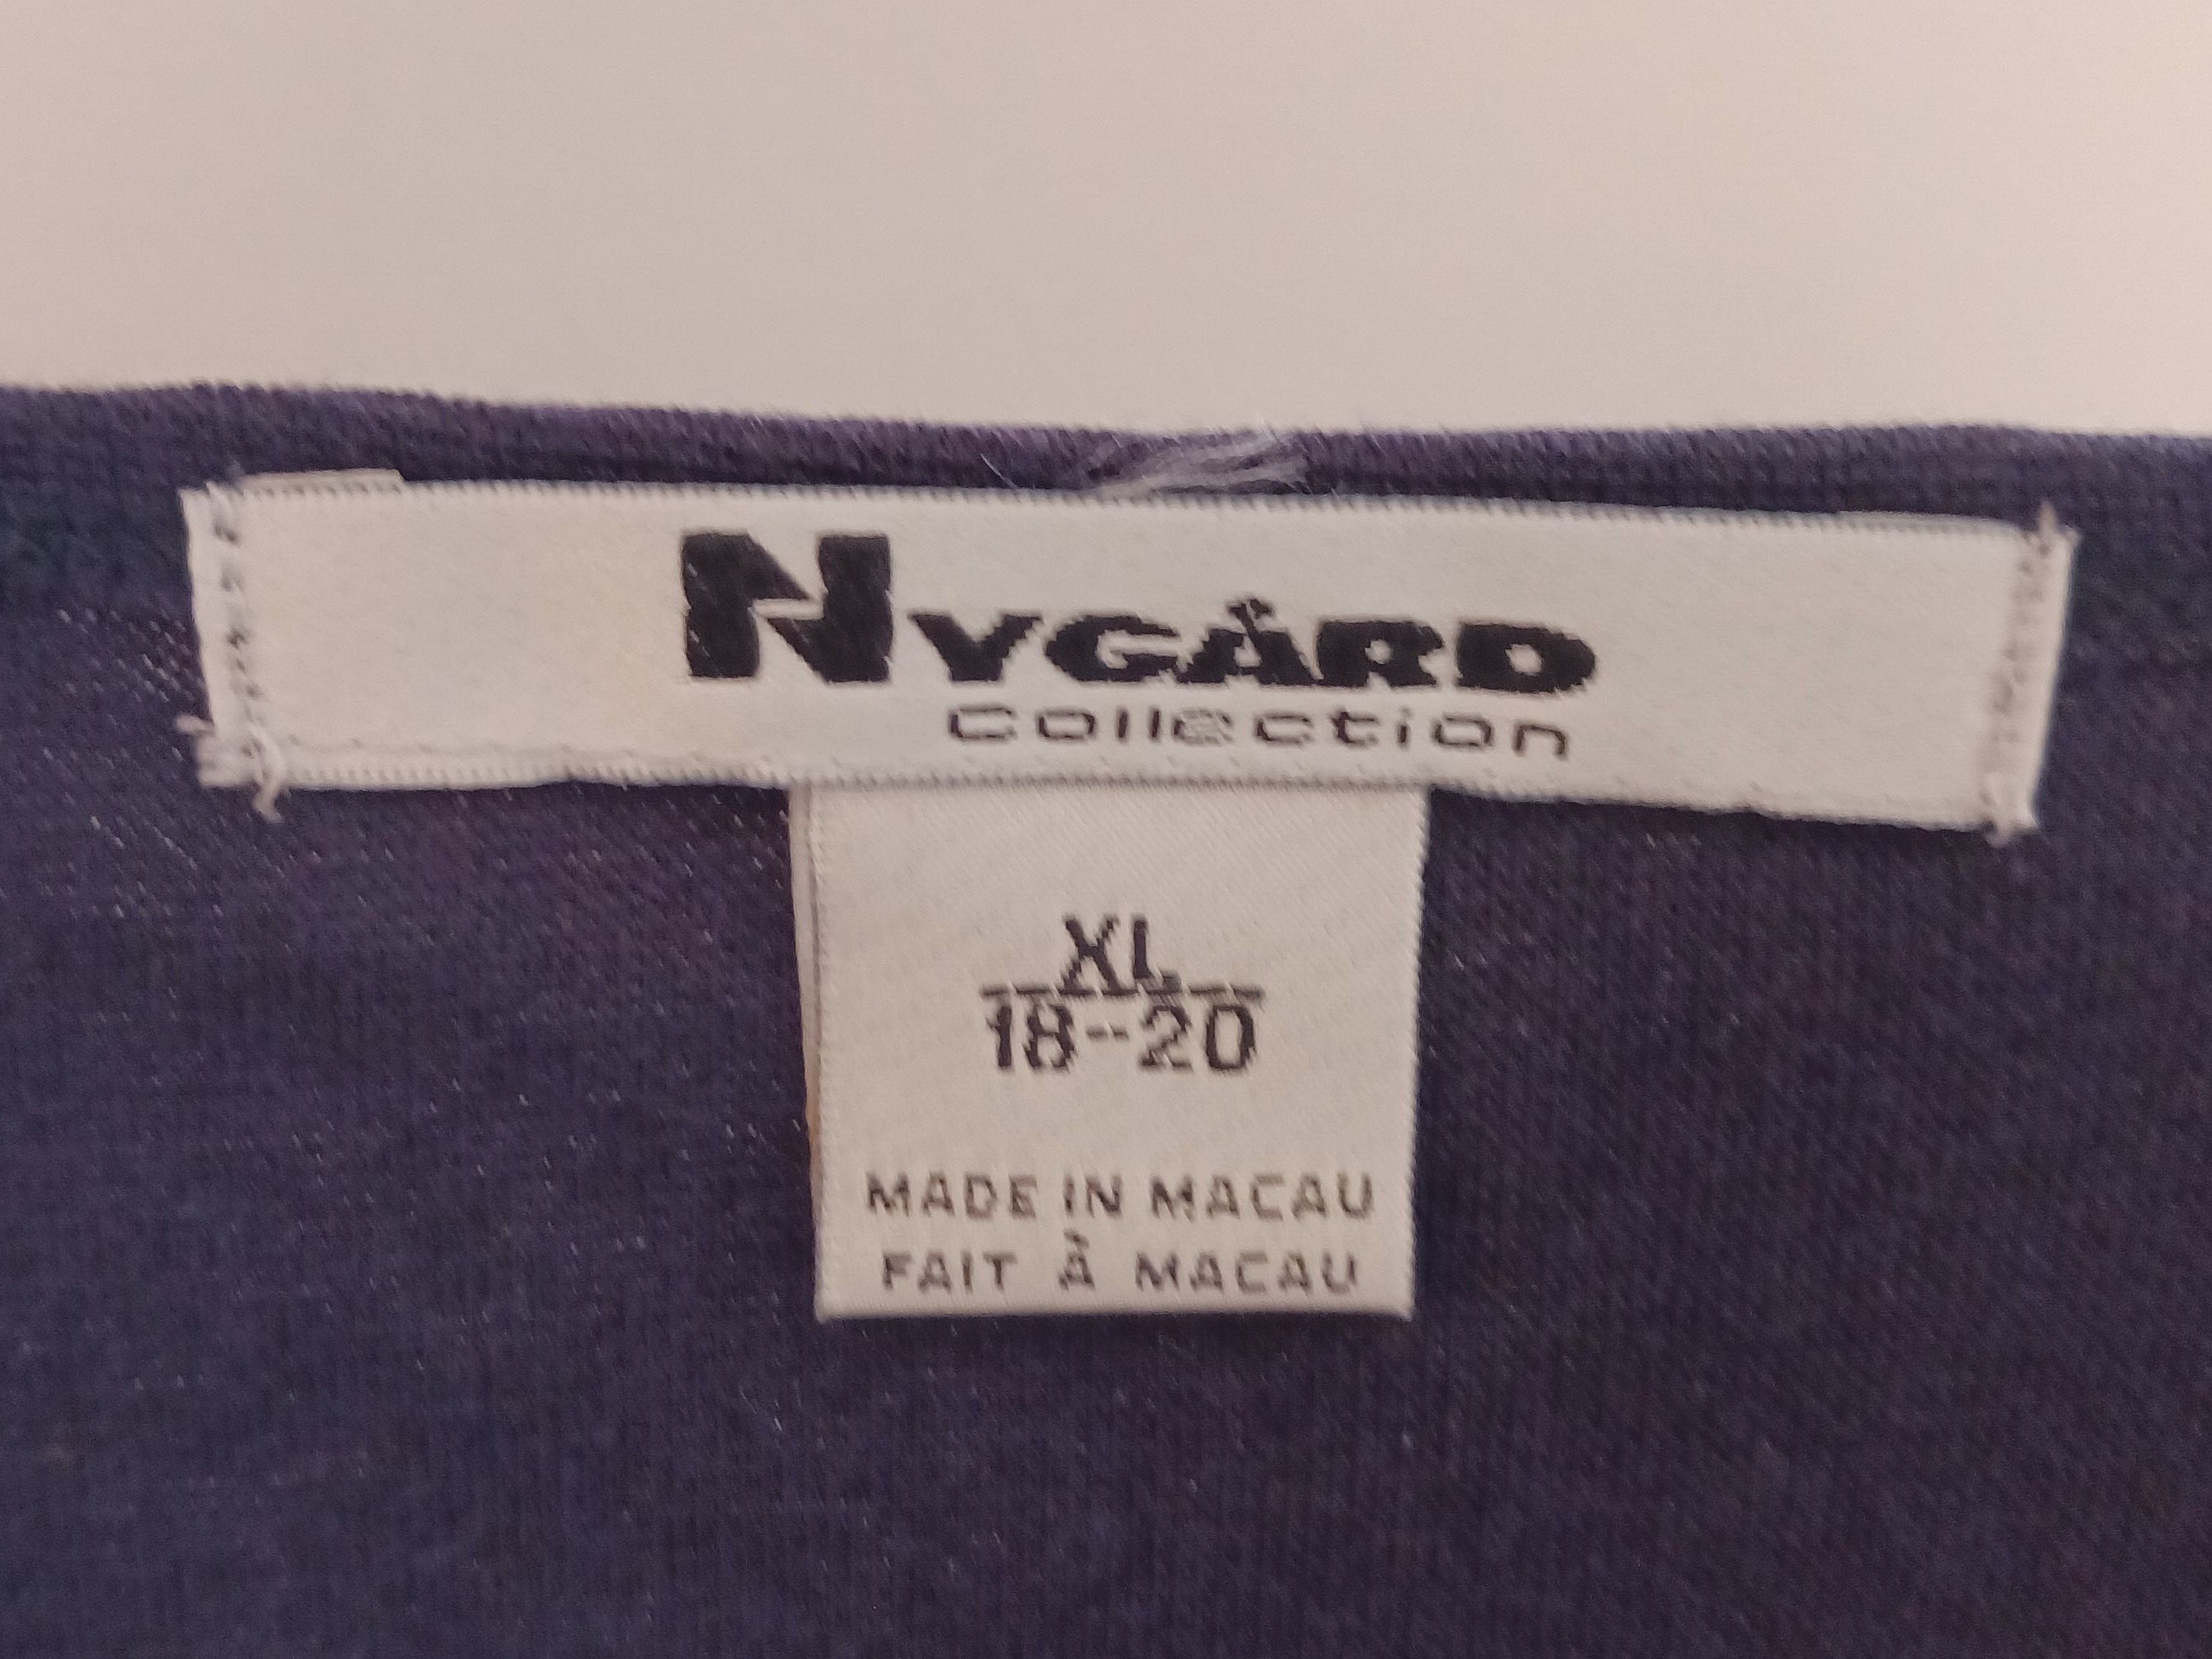 NYGÅRD
collection
XL
18-20
MADE IN MACAU
FAIT À MACAU